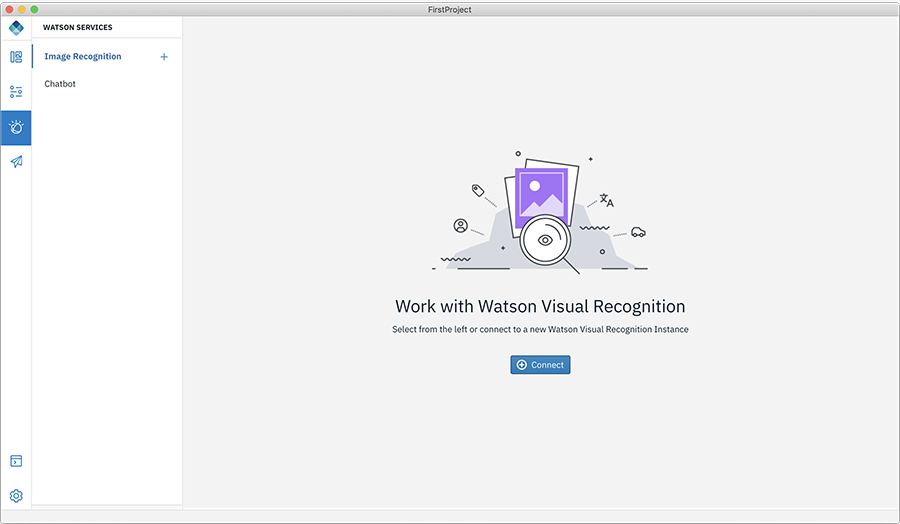 FirstProject
WATSON SERVICES
Image Recognition
Chatbot
Work with Watson Visual Recognition
Select from the left or connect to a new Watson Visual Recognition Instance
Connect